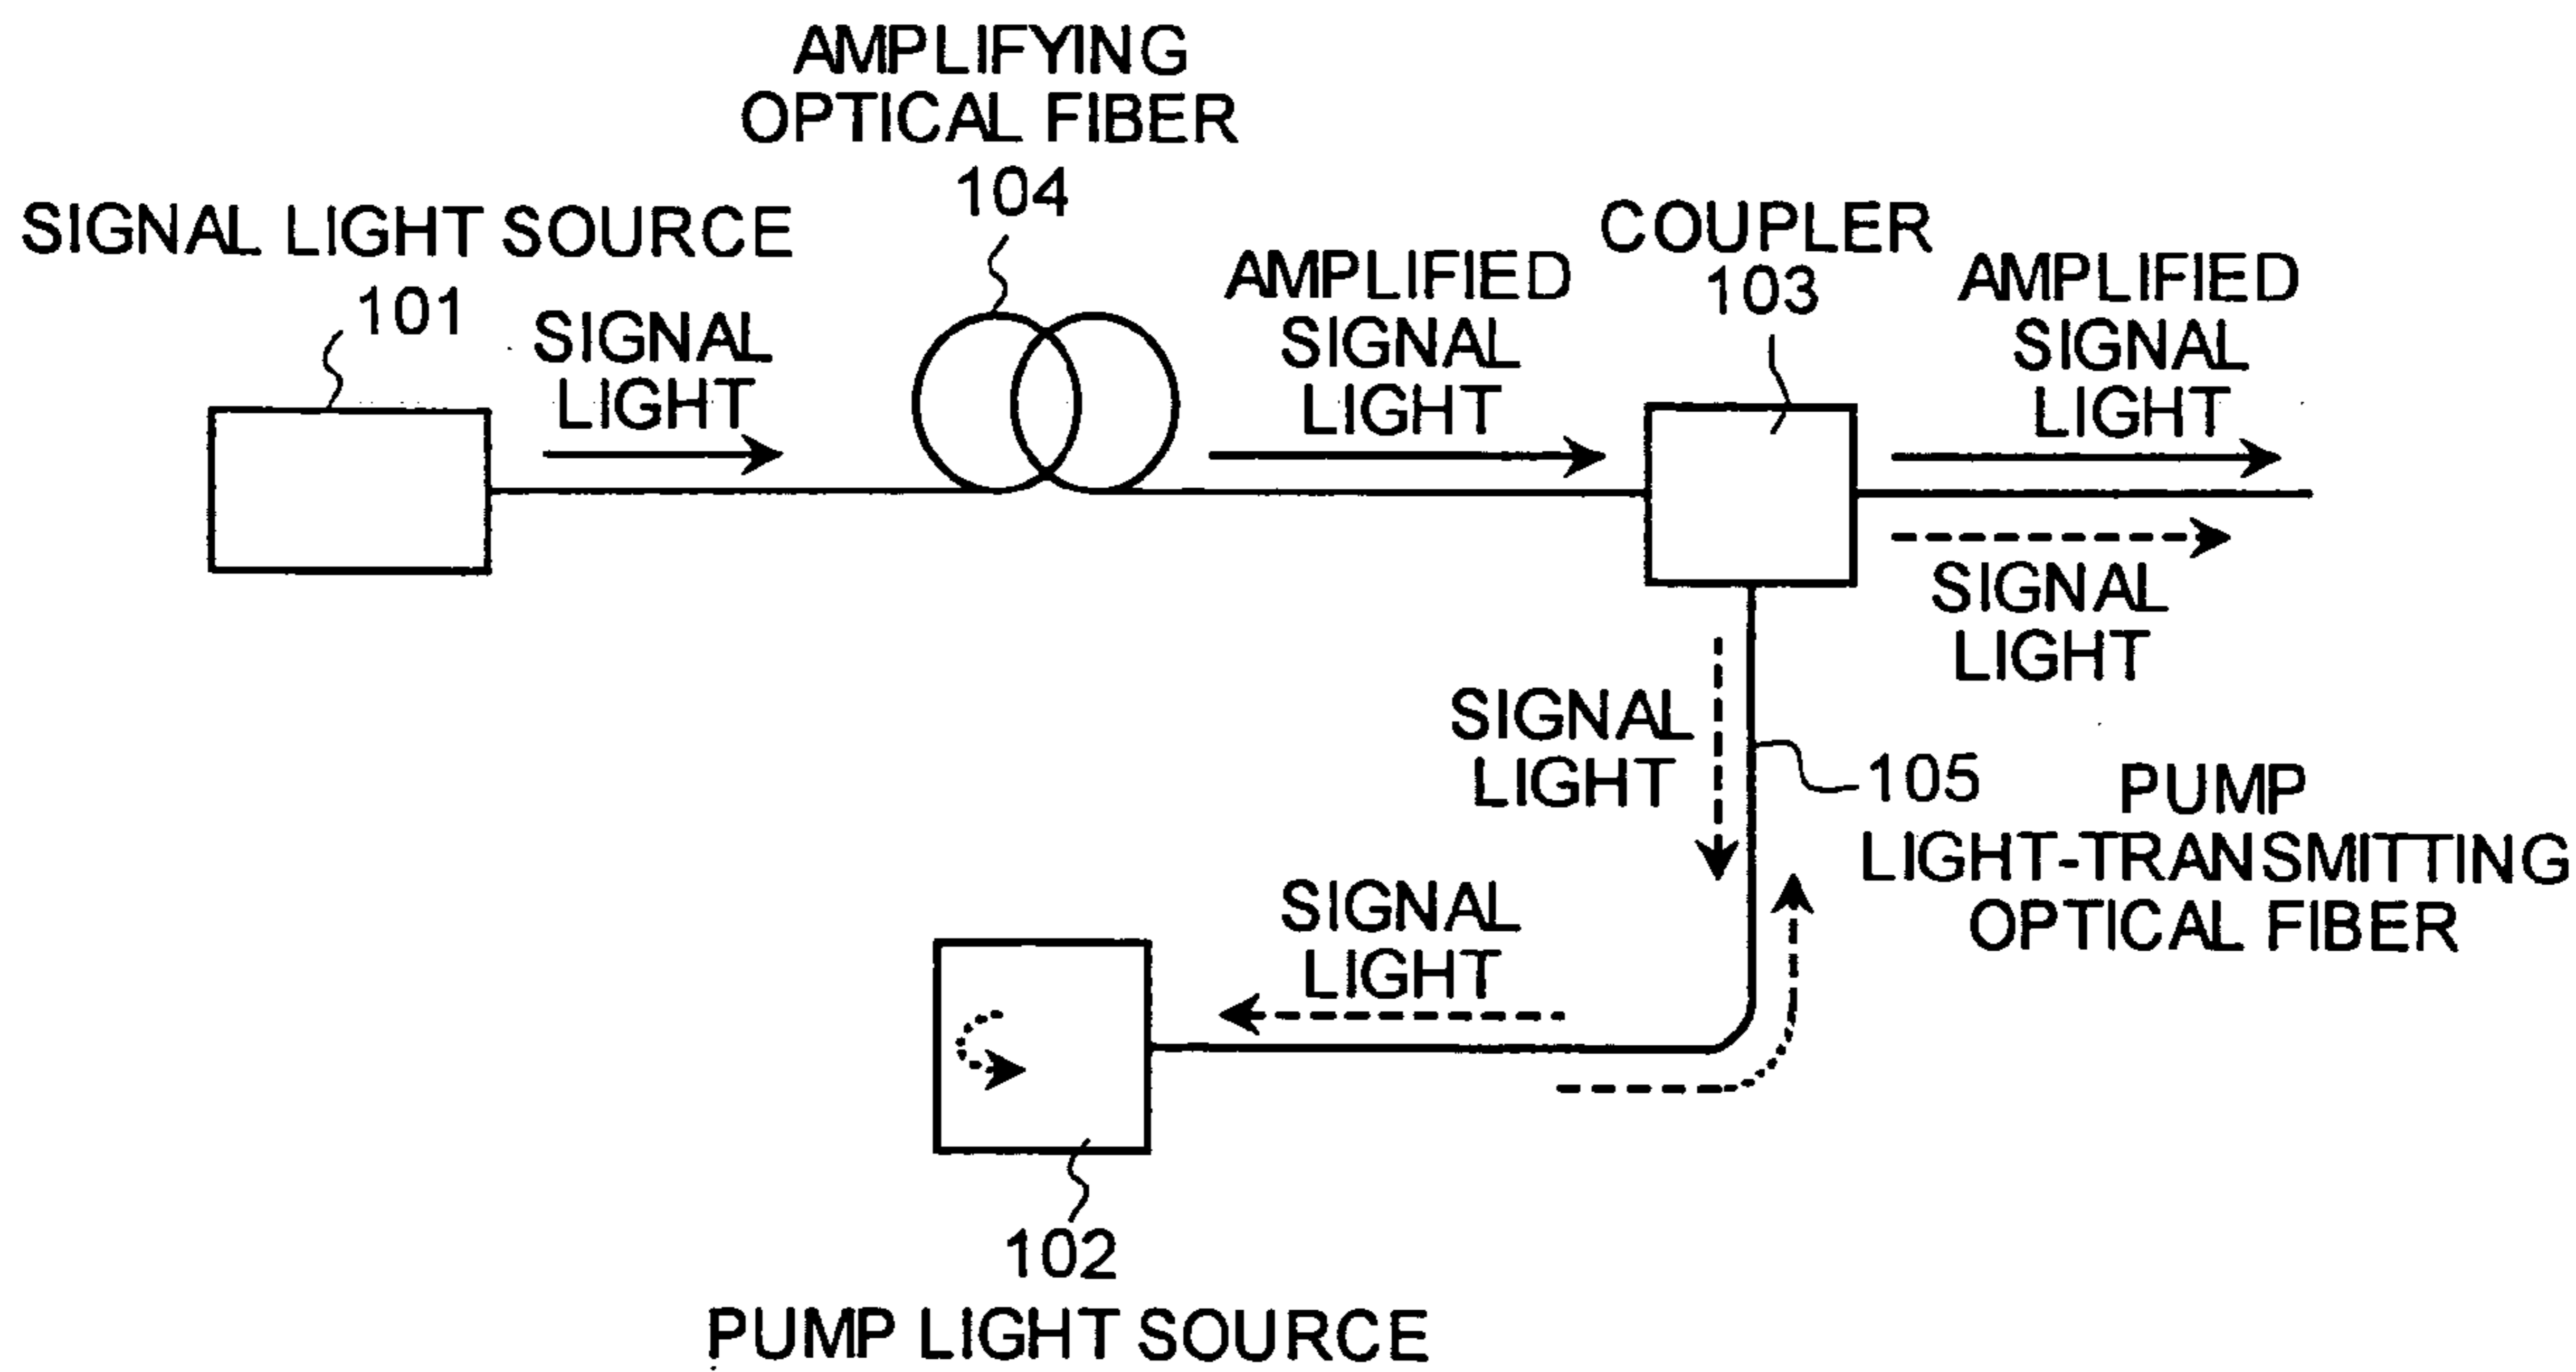 AMPLIFYING
OPTICAL FIBER
104
SIGNAL LIGHT SOURCE
101
SIGNAL
LIGHT
AMPLIFIED
SIGNAL
LIGHT
COUPLER
103
AMPLIFIED
SIGNAL
LIGHT
SIGNAL
LIGHT
SIGNAL
LIGHT
105
PUMP
LIGHT-TRANSMITTING
OPTICAL FIBER
SIGNAL
LIGHT
102
PUMP LIGHT SOURCE